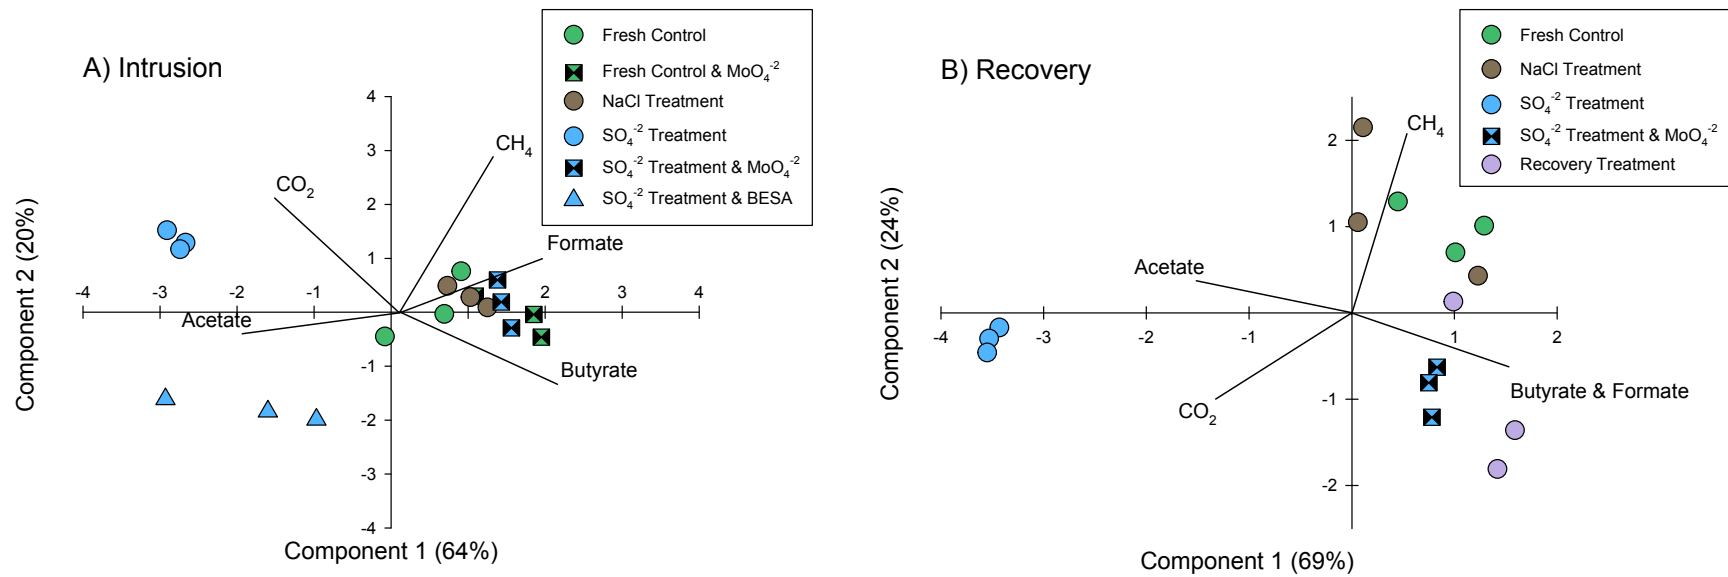 A) Intrusion
Fresh Control
Fresh Control & MoO4-2
NaCl Treatment
SO4-2 Treatment
SO4-2 Treatment & MoO4-2
SO4-2 Treatment & BESA
4
3
2
1
-1
-2
-3
-4
-4
-3
-2
-1
2
3
4
CH4
CO2
Formate
Acetate
Butyrate
Component 2 (20%)
Component 1 (64%)
B) Recovery
Fresh Control
NaCl Treatment
SO4-2 Treatment
SO4-2 Treatment & MoO4-2
Recovery Treatment
2
1
-1
-2
-4
-3
-2
-1
1
2
CH4
Acetate
CO2
Butyrate & Formate
Component 2 (24%)
Component 1 (69%)